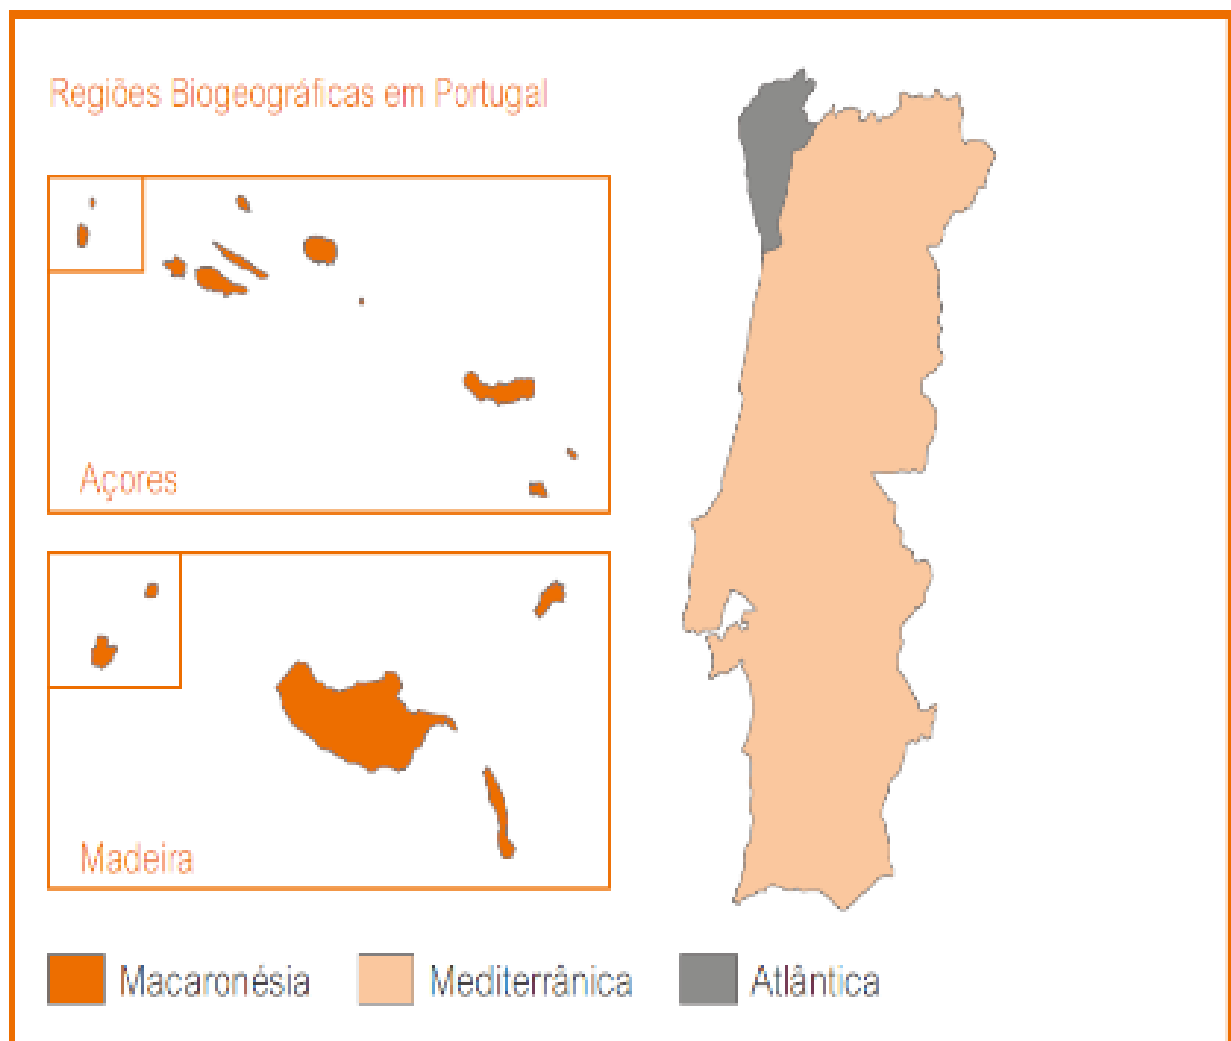 Regiões Biogeográficas em Portugal
Açores
Madeira
Macaronésia
Mediterrânica
Atlântica